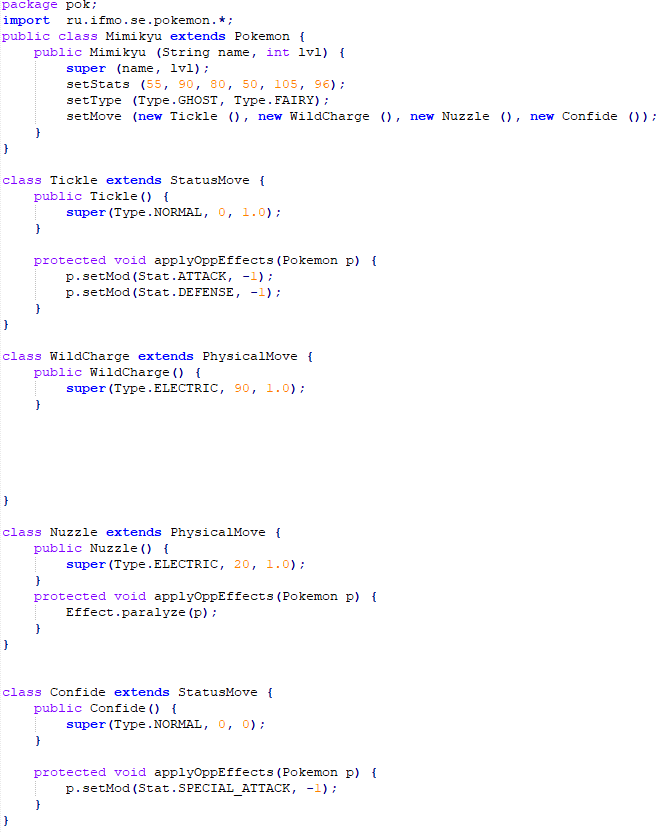 package pok;
import  ru.ifmo.se.pokemon.*;
public class Mimikyu extends Pokemon {
    public Mimikyu (String name, int lvl) {
        super (name, lvl);
        setStats (55, 90, 80, 50, 105, 96);
        setType (Type.GHOST, Type.FAIRY);
        setMove (new Tickle (), new WildCharge (), new Nuzzle (), new Confide ());
    }
}

class Tickle extends StatusMove {
    public Tickle() {
        super(Type.NORMAL, 0, 1.0);
    }

    protected void applyOppEffects(Pokemon p) {
        p.setMod(Stat.ATTACK, -1);
        p.setMod(Stat.DEFENSE, -1);
    }
}

class WildCharge extends PhysicalMove {
    public WildCharge() {
        super(Type.ELECTRIC, 90, 1.0);
    }

}

class Nuzzle extends PhysicalMove {
    public Nuzzle() {
        super(Type.ELECTRIC, 20, 1.0);
    }
    protected void applyOppEffects(Pokemon p) {
        Effect.paralyze(p);
    }
}

class Confide extends StatusMove {
    public Confide() {
        super(Type.NORMAL, 0, 0);
    }

    protected void applyOppEffects(Pokemon p) {
        p.setMod(Stat.SPECIAL_ATTACK, -1);
    }
}